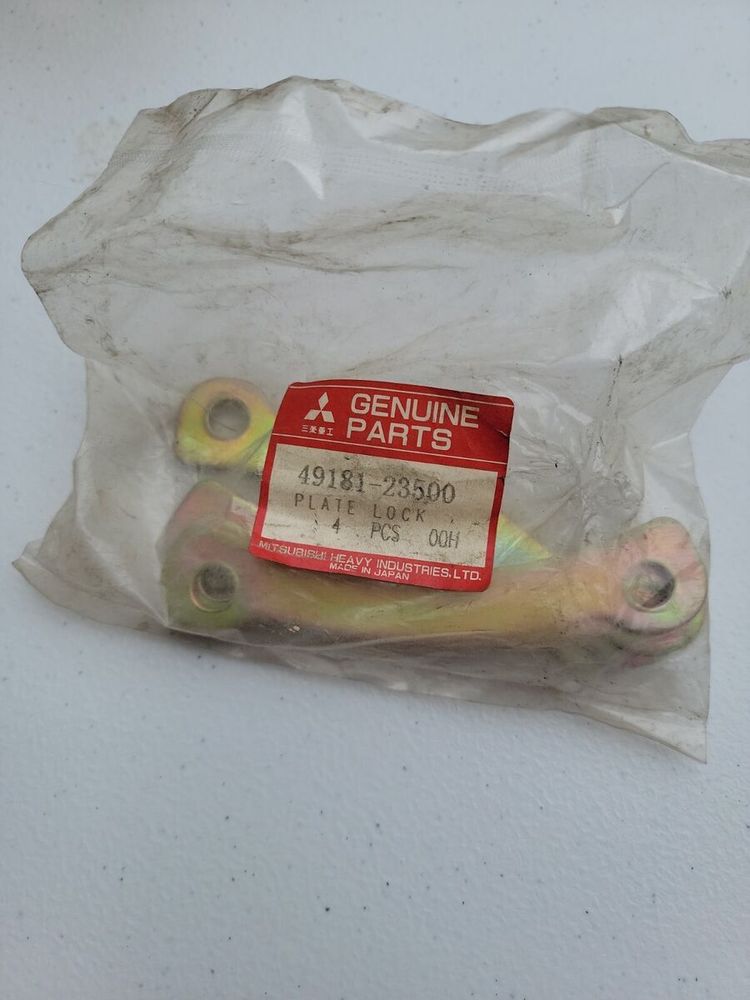 GENUINE
PARTS
三菱重工
49181-23500
PLATE LOCK
4 PCS 00H
MITSUBISHI HEAVY INDUSTRIES, LTD.
MADE IN JAPAN